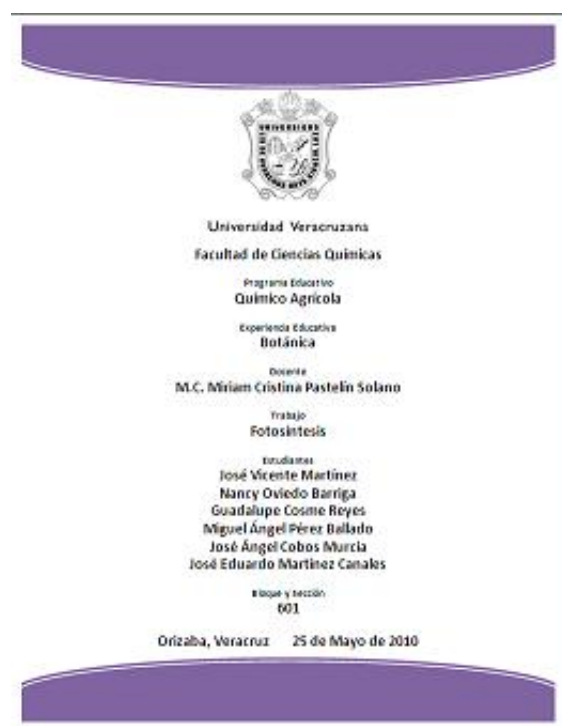 UNIVERSIDAD
Universidad Veracruzana
Facultad de Ciencias Químicas
Programa Educativo
Químico Agrícola
Experiencia Educativa
Botánica
Docente
M.C. Miriam Cristina Pastelín Solano
Trabajo
Fotosíntesis
Estudiantes
José Vicente Martínez
Nancy Oviedo Barriga
Guadalupe Cosme Reyes
Miguel Ángel Pérez Ballado
José Ángel Cobos Murcia
José Eduardo Martínez Canales
Bloque y Sección
601
Orizaba, Veracruz 25 de Mayo de 2010